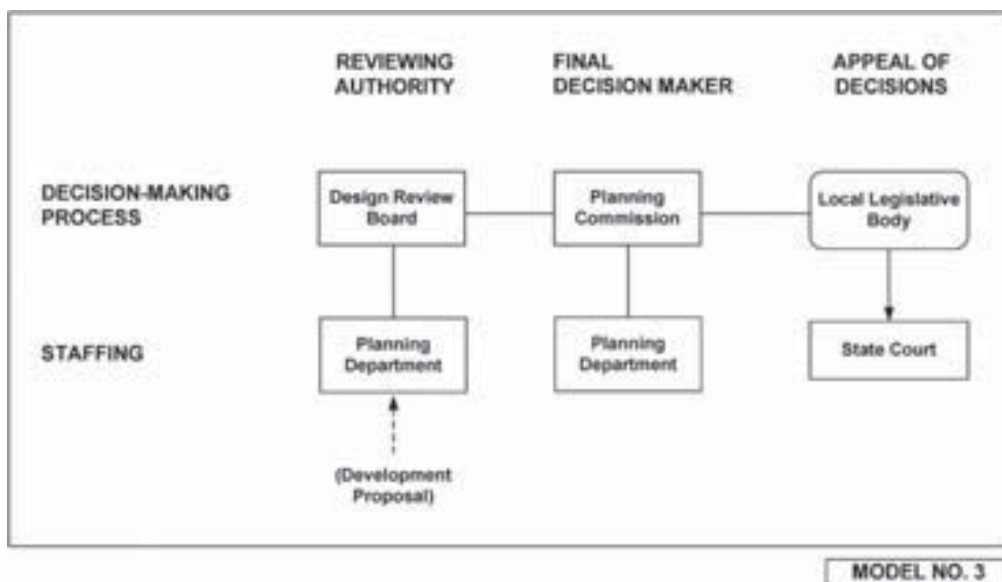 REVIEWING
AUTHORITY
FINAL
DECISION MAKER
APPEAL OF
DECISIONS
DECISION-MAKING
PROCESS
Design Review
Board
Planning
Commission
Local Legislative
Body
STAFFING
Planning
Department
Planning
Department
State Court
(Development
Proposal)
MODEL NO. 3